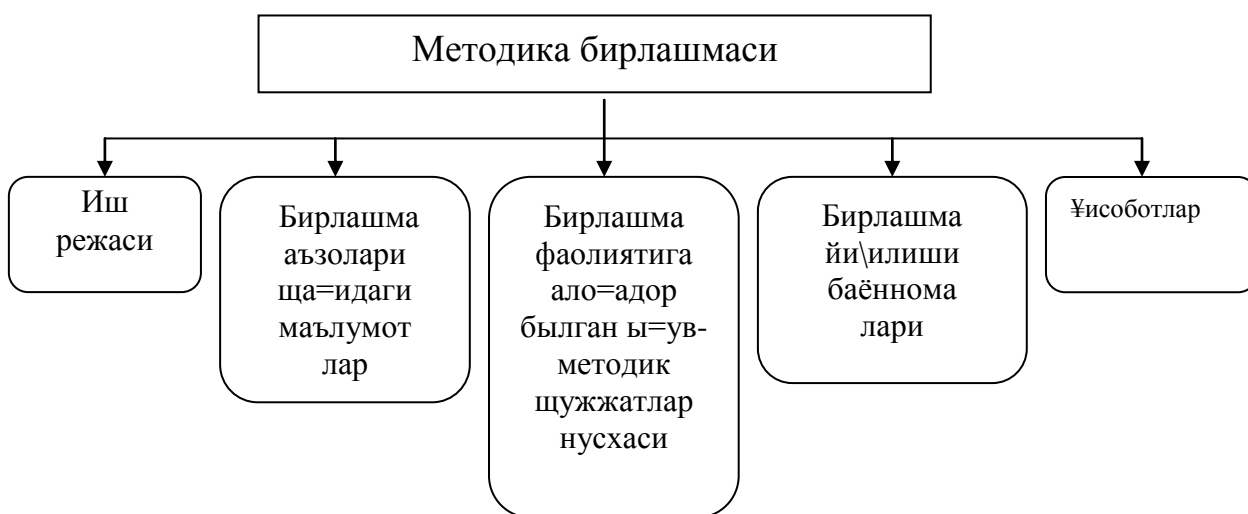 Методика бирлашмаси
Иш
режаси
Бирлашма
аъзолари
ща=идаги
маълумот
лар
Бирлашма
фаолиятига
ало=адор
былган ы=ув-
методик
щужжатлар
нусхаси
Бирлашма
йи\илиши
баённома
лари
¥исоботлар